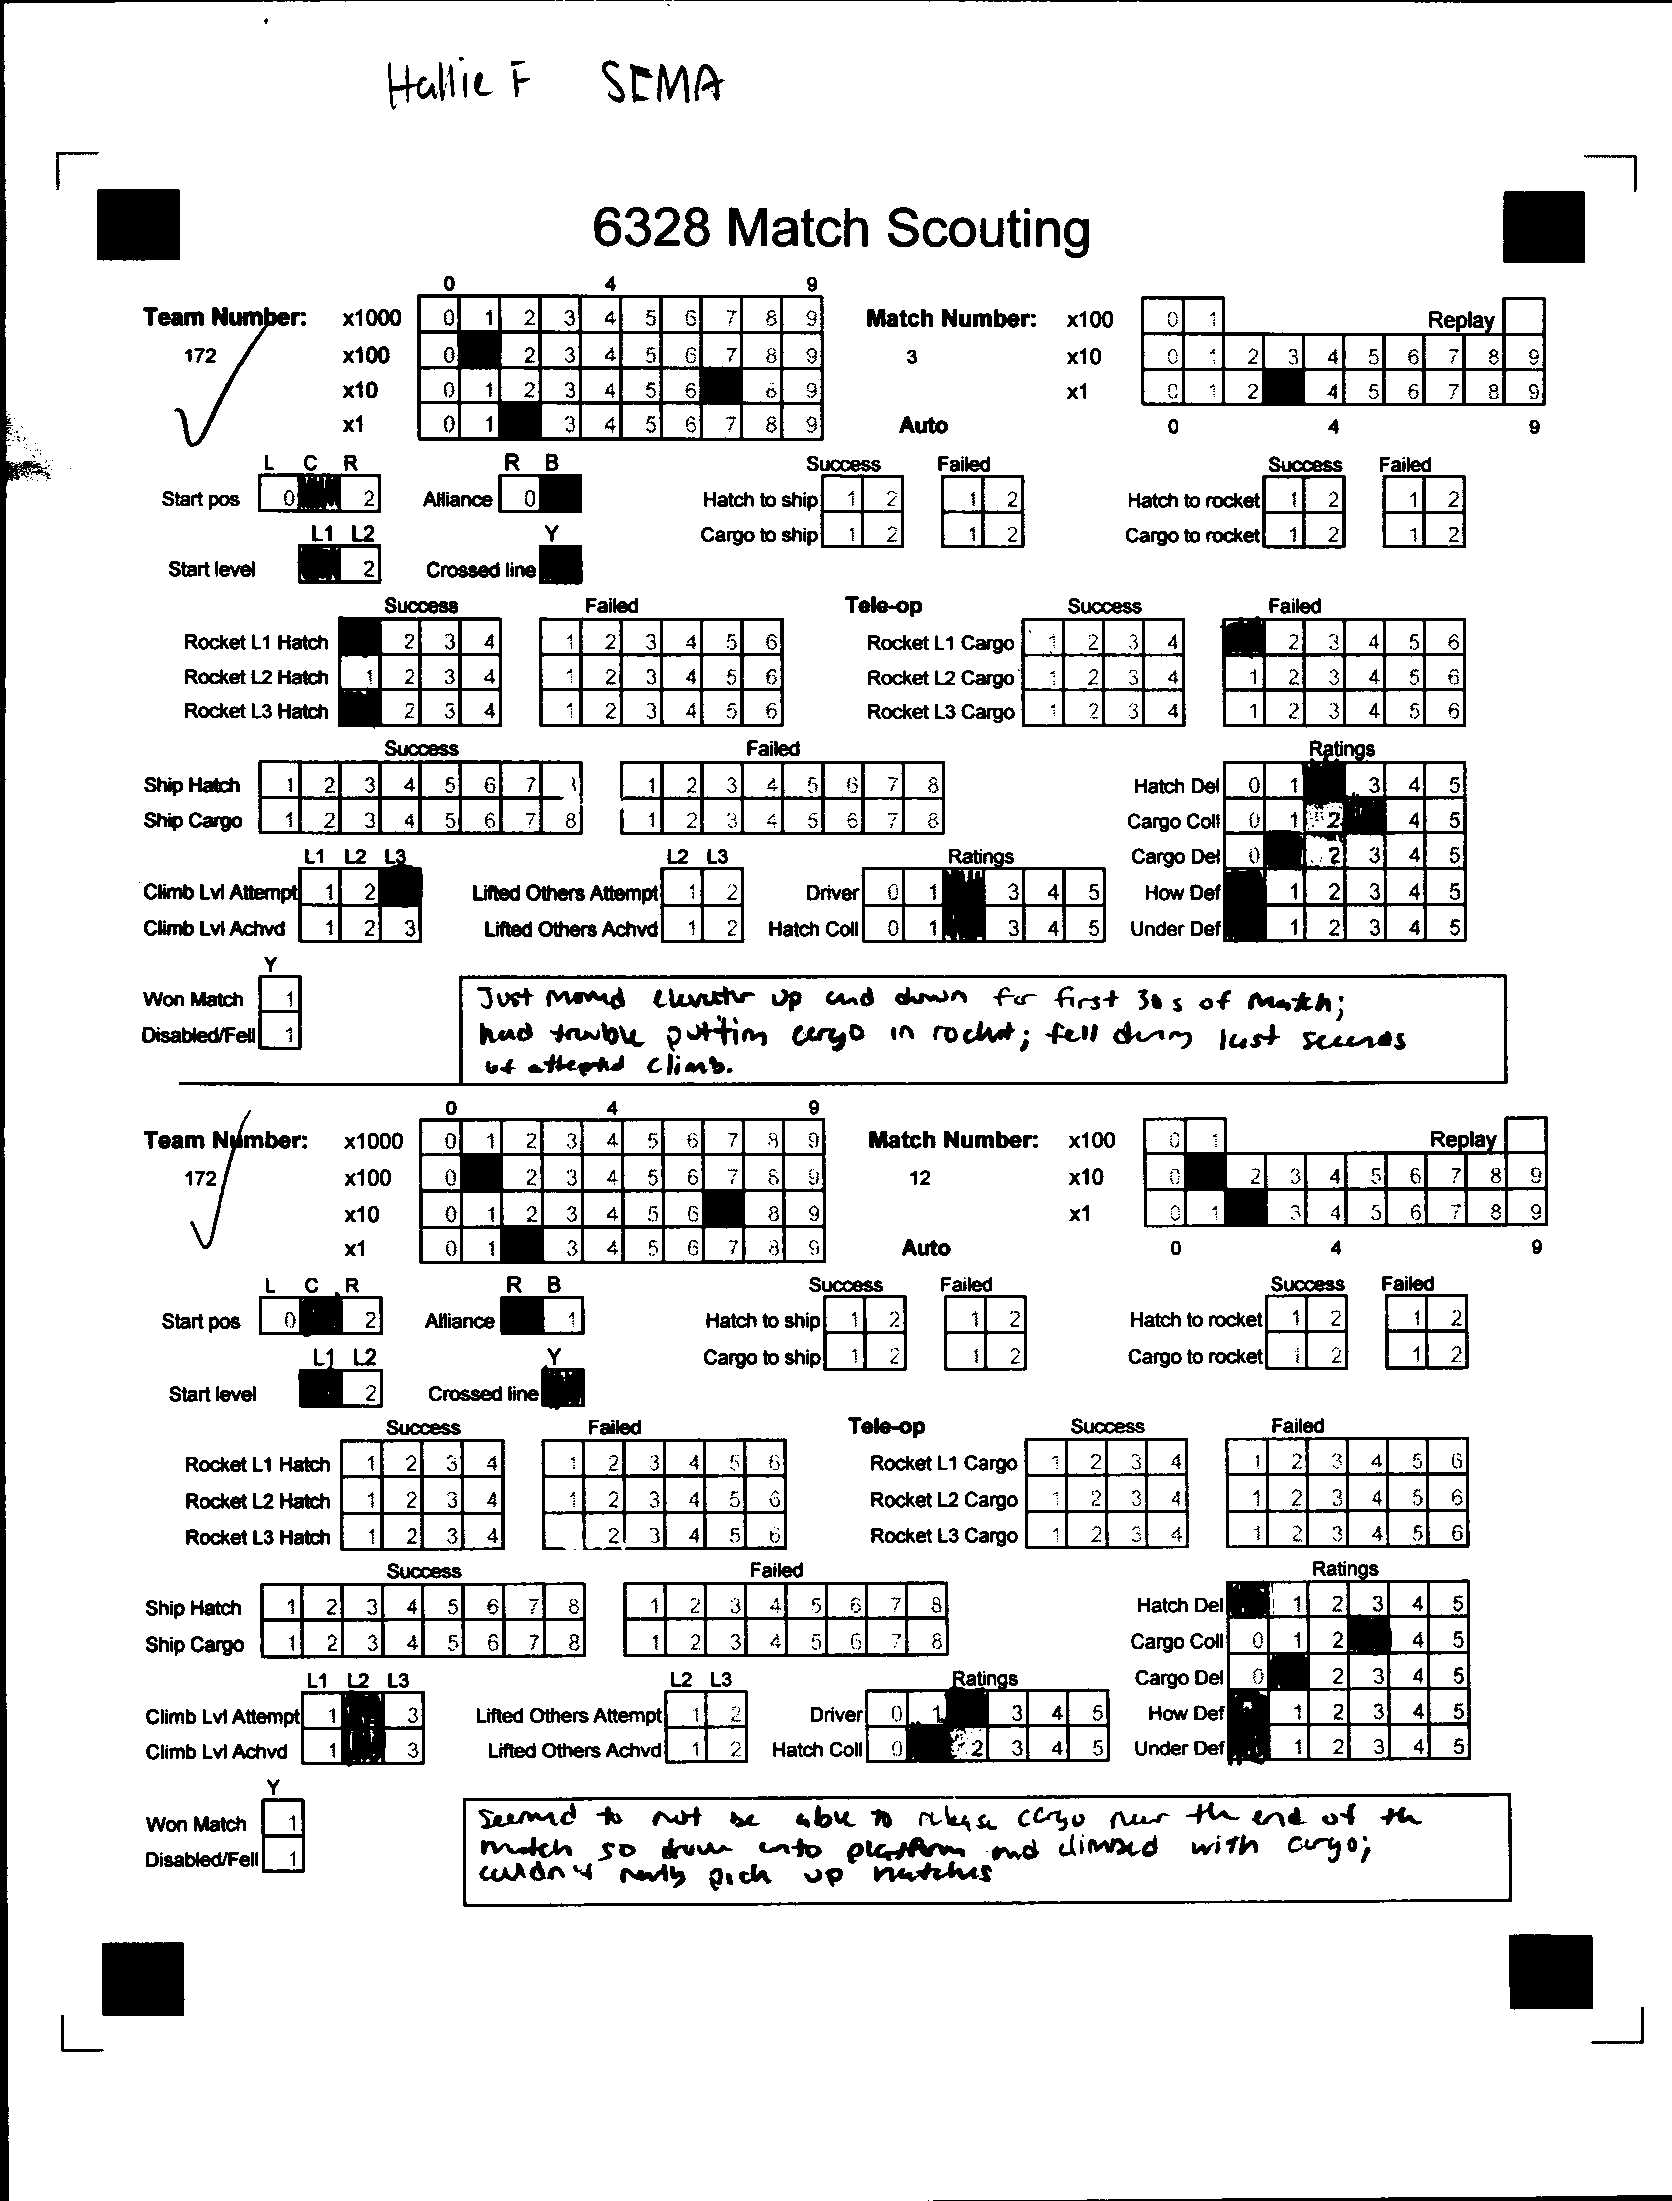 Hallie F SEMA
6328 Match Scouting
0 4 9
Team Number: x1000 0 1 2 3 4 5 6 7 8 9 Match Number: x100 0 1 Replay
172 x100 0 2 3 4 5 6 7 8 9 3 x10 0 1 2 3 4 5 6 7 8 9
x10 0 1 2 3 4 5 6 8 9 x1 0 1 2 4 5 6 7 8 9
x1 0 1 3 4 5 6 7 8 9 Auto 0 4 9
L C R R B Success Failed Success Failed
Start pos 0 2 Alliance 0 Hatch to ship 1 2 1 2 Hatch to rocket 1 2 1 2
L1 L2 Y Cargo to ship 1 2 1 2 Cargo to rocket 1 2 1 2
Start level 2 Crossed line
Success Failed Tele-op Success Failed
Rocket L1 Hatch 2 3 4 1 2 3 4 5 6 Rocket L1 Cargo 1 2 3 4 2 3 4 5 6
Rocket L2 Hatch 1 2 3 4 1 2 3 4 5 6 Rocket L2 Cargo 1 2 3 4 1 2 3 4 5 6
Rocket L3 Hatch 2 3 4 1 2 3 4 5 6 Rocket L3 Cargo 1 2 3 4 1 2 3 4 5 6
Success Failed Ratings
Ship Hatch 1 2 3 4 5 6 7 1 2 3 4 5 6 7 8 Hatch Del 0 1 3 4 5
Ship Cargo 1 2 3 4 5 6 7 8 1 2 3 4 5 6 7 8 Cargo Coll 0 1 2 4 5
L1 L2 L3 L2 L3 Ratings Cargo Del 0 2 3 4 5
Climb Lvl Attempt 1 2 Lifted Others Attempt 1 2 Driver 0 1 3 4 5 How Def 1 2 3 4 5
Climb Lvl Achvd 1 2 3 Lifted Others Achvd 1 2 Hatch Coll 0 1 3 4 5 Under Def 1 2 3 4 5
Y
Won Match 1 Just moved elevator up and down for first 30s of match;
Disabled/Fell 1 had trouble putting cargo in rocket; fell during last seconds
of attempted climb.
0 4 9
Team Number: x1000 0 1 2 3 4 5 6 7 8 9 Match Number: x100 0 1 Replay
172 x100 0 2 3 4 5 6 7 8 9 12 x10 0 2 3 4 5 6 7 8 9
x10 0 1 2 3 4 5 6 8 9 x1 0 1 3 4 5 6 7 8 9
x1 0 1 3 4 5 6 7 8 9 Auto 0 4 9
L C R R B Success Failed Success Failed
Start pos 0 2 Alliance 1 Hatch to ship 1 2 1 2 Hatch to rocket 1 2 1 2
L1 L2 Y Cargo to ship 1 2 1 2 Cargo to rocket 1 2 1 2
Start level 2 Crossed line
Success Failed Tele-op Success Failed
Rocket L1 Hatch 1 2 3 4 1 2 3 4 5 6 Rocket L1 Cargo 1 2 3 4 1 2 3 4 5 6
Rocket L2 Hatch 1 2 3 4 1 2 3 4 5 6 Rocket L2 Cargo 1 2 3 4 1 2 3 4 5 6
Rocket L3 Hatch 1 2 3 4 2 3 4 5 6 Rocket L3 Cargo 1 2 3 4 1 2 3 4 5 6
Success Failed Ratings
Ship Hatch 1 2 3 4 5 6 7 8 1 2 3 4 5 6 7 8 Hatch Del 1 2 3 4 5
Ship Cargo 1 2 3 4 5 6 7 8 1 2 3 4 5 6 7 8 Cargo Coll 0 1 2 4 5
L1 L2 L3 L2 L3 Ratings Cargo Del 0 2 3 4 5
Climb Lvl Attempt 1 3 Lifted Others Attempt 1 2 Driver 0 1 3 4 5 How Def 1 2 3 4 5
Climb Lvl Achvd 1 3 Lifted Others Achvd 1 2 Hatch Coll 0 2 3 4 5 Under Def 1 2 3 4 5
Y
Won Match 1 Seemed to not be able to release cargo near the end of the
Disabled/Fell 1 match so drove onto platform and climbed with cargo;
couldn't really pick up hatches